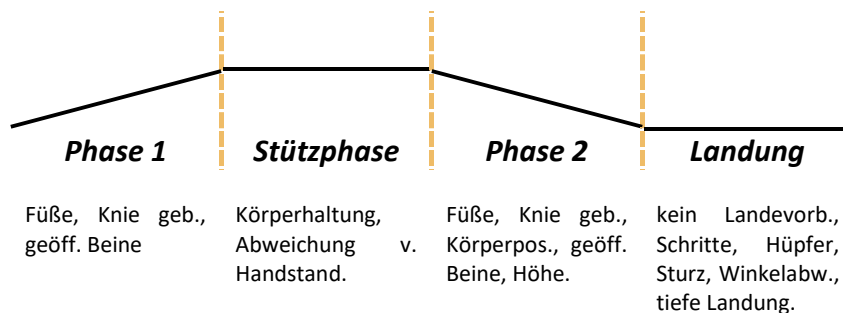 Phase 1
Stützphase
Phase 2
Landung
Füße, Knie geb.,
geöff. Beine
Körperhaltung,
Abweichung v.
Handstand.
Füße, Knie geb.,
Körperpos., geöff.
Beine, Höhe.
kein Landevorb.,
Schritte, Hüpfer,
Sturz, Winkelabw.,
tiefe Landung.